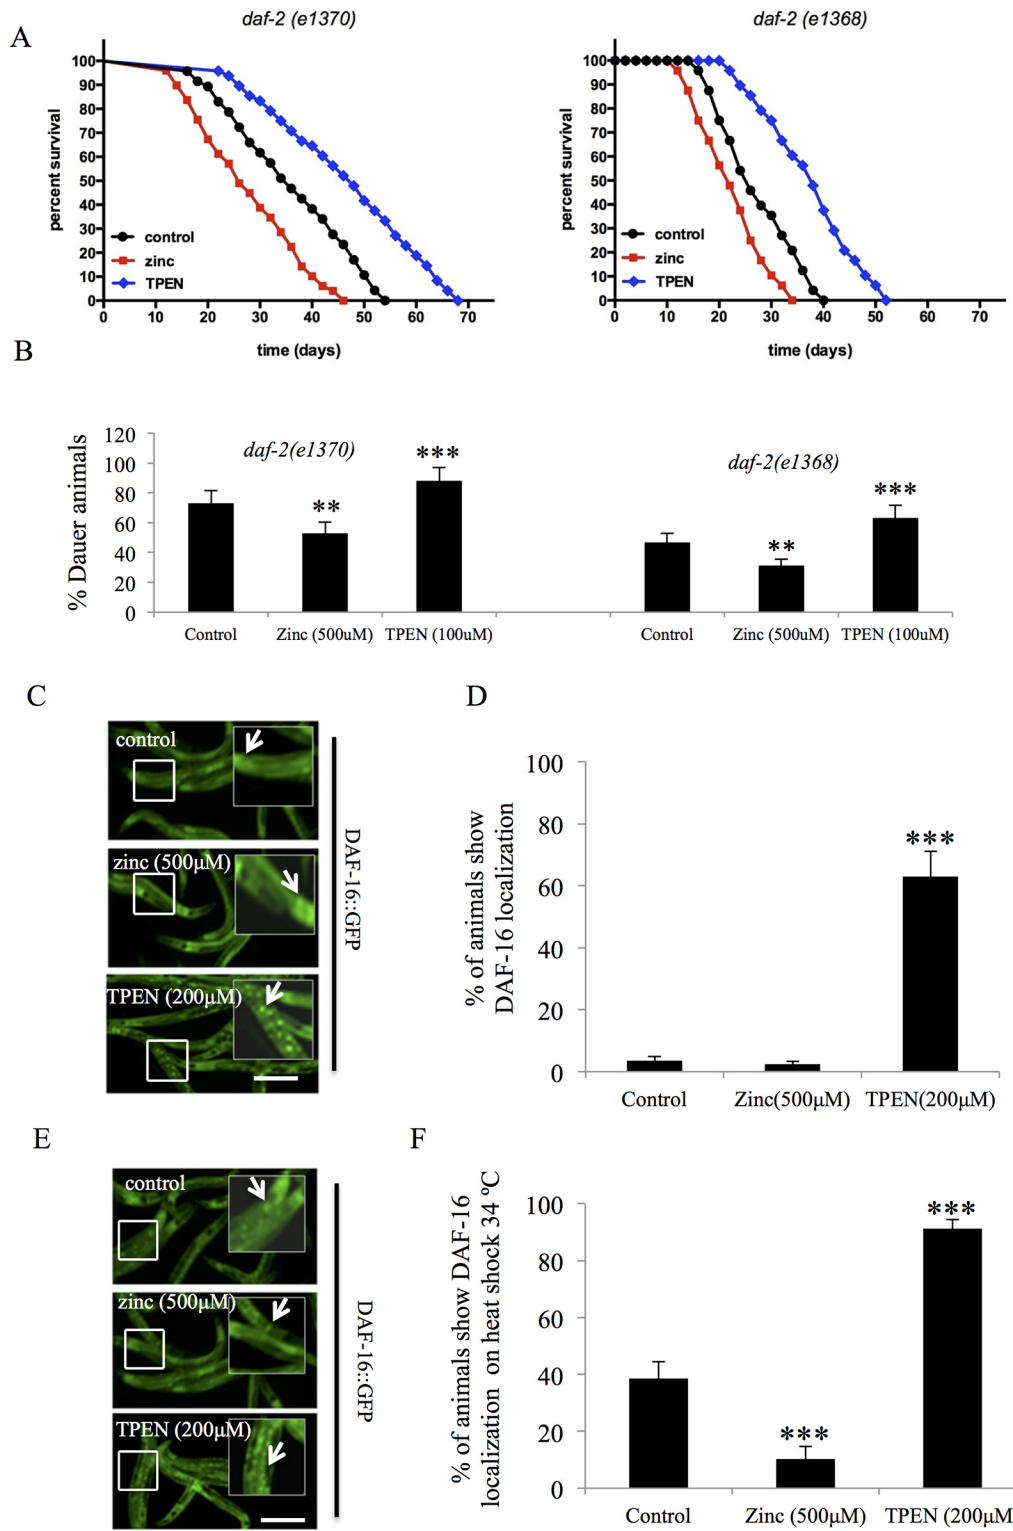 A
daf-2 (e1370)
daf-2 (e1368)
percent survival
100
90
80
70
60
50
40
30
20
10
0
control
zinc
TPEN
0 10 20 30 40 50 60 70
time (days)
percent survival
100
90
80
70
60
50
40
30
20
10
0
control
zinc
TPEN
0 10 20 30 40 50 60 70
time (days)
B
% Dauer animals
120
100
80
60
40
20
0
daf-2(e1370)
**
***
daf-2(e1368)
**
***
Control Zinc (500uM) TPEN (100uM)
Control Zinc (500uM) TPEN (100uM)
C
control
zinc (500μM)
TPEN (200μM)
DAF-16::GFP
D
% of animals show
DAF-16 localization
100
80
60
40
20
0
***
Control Zinc(500μM) TPEN(200μM)
E
control
zinc (500μM)
TPEN (200μM)
DAF-16::GFP
F
% of animals show DAF-16
localization on heat shock 34 ºC
100
80
60
40
20
0
***
***
Control Zinc (500μM) TPEN (200μM